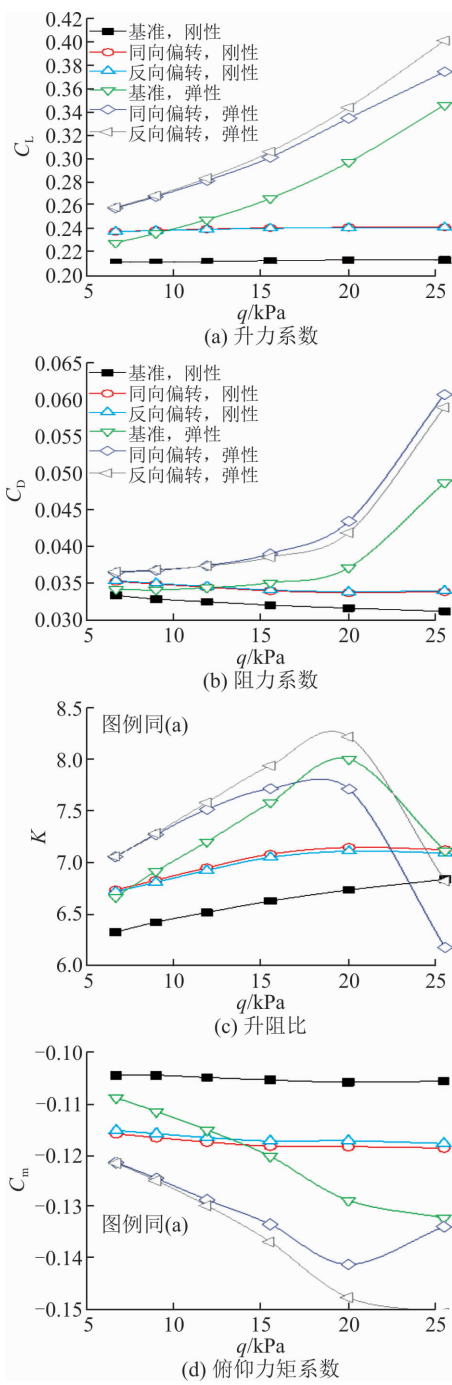 0.42
0.40
0.38
0.36
0.34
0.32
0.30
0.28
0.26
0.24
0.22
0.20
C_L
基准，刚性
同向偏转，刚性
反向偏转，刚性
基准，弹性
同向偏转，弹性
反向偏转，弹性
5 10 15 20 25
q/kPa
(a) 升力系数
0.065
0.060
0.055
0.050
0.045
0.040
0.035
0.030
C_D
基准，刚性
同向偏转，刚性
反向偏转，刚性
基准，弹性
同向偏转，弹性
反向偏转，弹性
5 10 15 20 25
q/kPa
(b) 阻力系数
8.5
8.0
7.5
7.0
6.5
6.0
K
图例同(a)
5 10 15 20 25
q/kPa
(c) 升阻比
−0.10
−0.11
−0.12
−0.13
−0.14
−0.15
C_m
图例同(a)
5 10 15 20 25
q/kPa
(d) 俯仰力矩系数